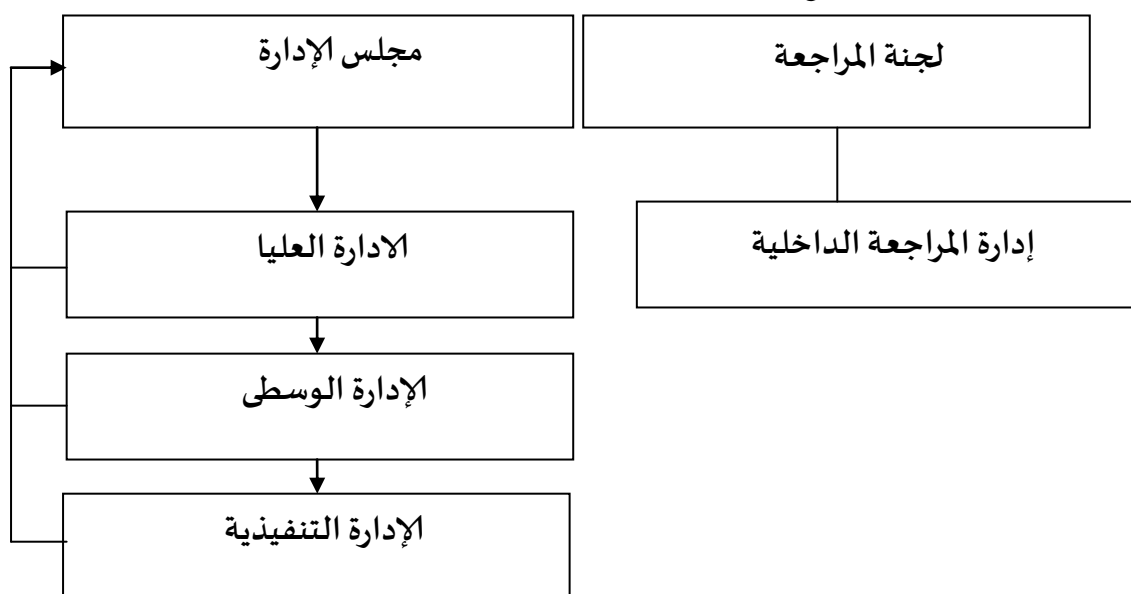 لجنة المراجعة
مجلس الإدارة
إدارة المراجعة الداخلية
الادارة العليا
الإدارة الوسطى
الإدارة التنفيذية